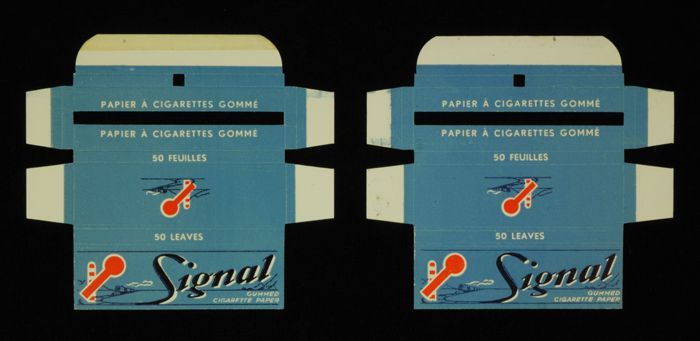 PAPIER À CIGARETTES GOMMÉ
PAPIER À CIGARETTES GOMMÉ
50 FEUILLES
50 LEAVES
Signal
GUMMED
CIGARETTE PAPER
PAPIER À CIGARETTES GOMMÉ
PAPIER À CIGARETTES GOMMÉ
50 FEUILLES
50 LEAVES
Signal
GUMMED
CIGARETTE PAPER